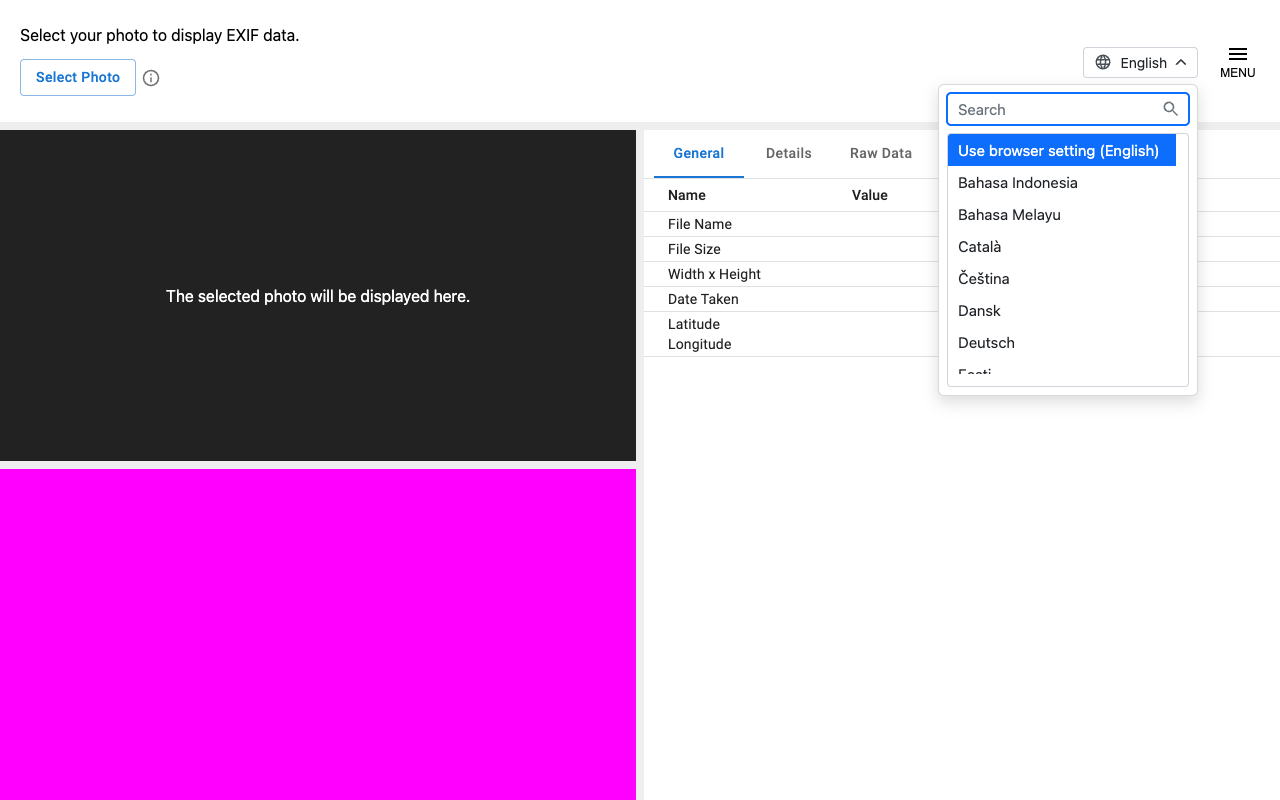 Select your photo to display EXIF data.
Select Photo
English
MENU
Search
Use browser setting (English)
Bahasa Indonesia
Bahasa Melayu
Català
Čeština
Dansk
Deutsch
The selected photo will be displayed here.
General Details Raw Data
Name Value
File Name
File Size
Width x Height
Date Taken
Latitude
Longitude